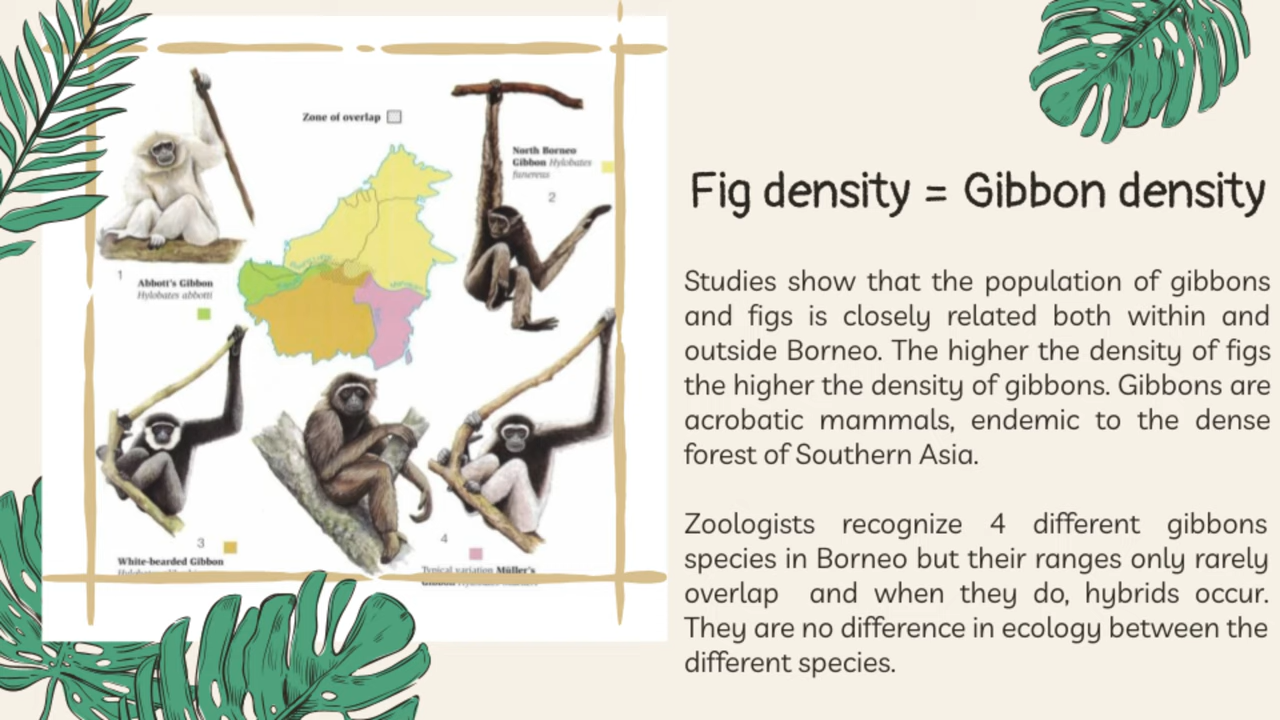 Zone of overlap
North Borneo
Gibbon Hylobates
funereus
2
1
Abbott's Gibbon
Hylobates abbotti
3
White-bearded Gibbon
4
Typical variation Müller's
Gibbon
Fig density = Gibbon density
Studies show that the population of gibbons
and figs is closely related both within and
outside Borneo. The higher the density of figs
the higher the density of gibbons. Gibbons are
acrobatic mammals, endemic to the dense
forest of Southern Asia.
Zoologists recognize 4 different gibbons
species in Borneo but their ranges only rarely
overlap and when they do, hybrids occur.
They are no difference in ecology between the
different species.